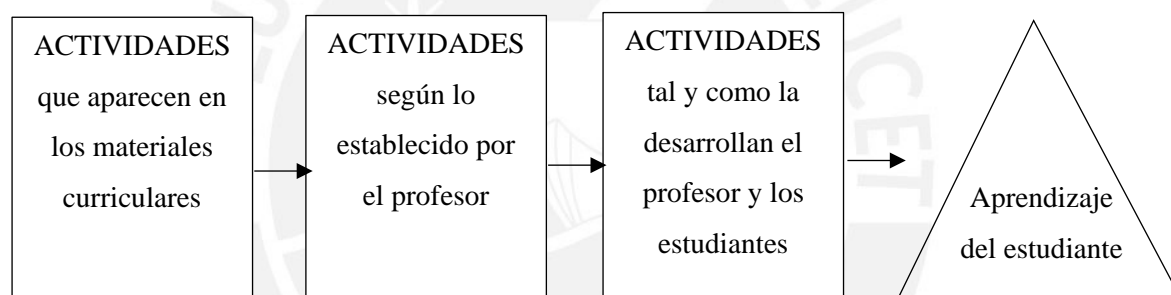 ACTIVIDADES
que aparecen en
los materiales
curriculares
ACTIVIDADES
según lo
establecido por
el profesor
ACTIVIDADES
tal y como la
desarrollan el
profesor y los
estudiantes
Aprendizaje
del estudiante